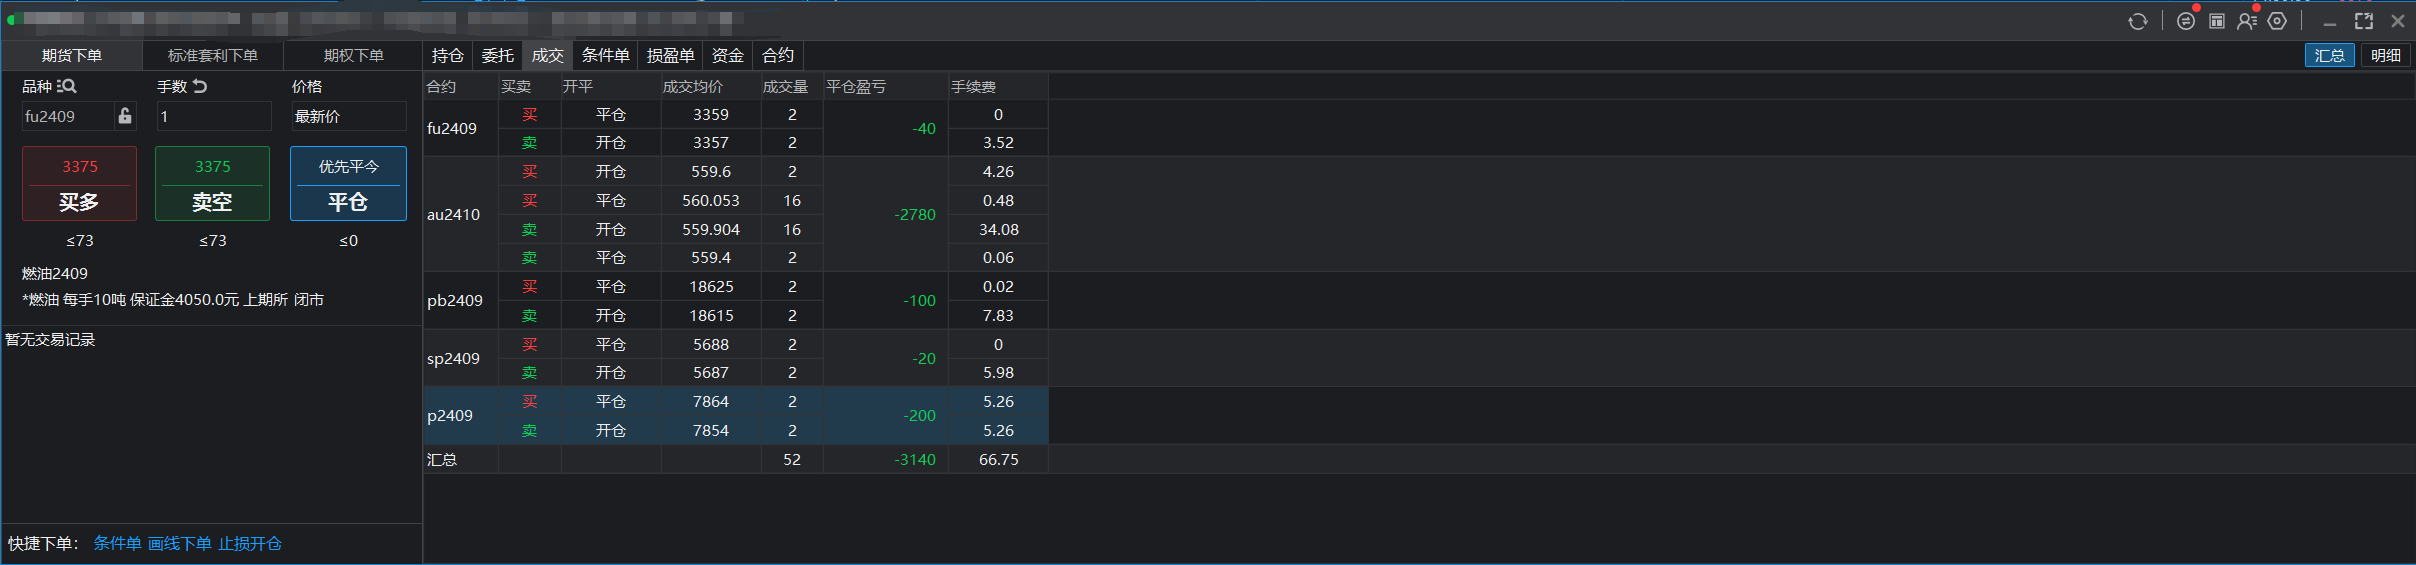 期货下单 标准套利下单 期权下单 持仓 委托 成交 条件单 损盈单 资金 合约 汇总 明细
品种 手数 价格
fu2409 1 最新价
3375 3375 优先平今
买多 卖空 平仓
≤73 ≤73 ≤0
燃油2409
*燃油 每手10吨 保证金4050.0元 上期所 闭市
暂无交易记录
快捷下单： 条件单 画线下单 止损开仓
合约 买卖 开平 成交均价 成交量 平仓盈亏 手续费
fu2409 买 平仓 3359 2 -40 0
卖 开仓 3357 2 3.52
au2410 买 开仓 559.6 2 -2780 4.26
买 平仓 560.053 16 0.48
卖 开仓 559.904 16 34.08
卖 平仓 559.4 2 0.06
pb2409 买 平仓 18625 2 -100 0.02
卖 开仓 18615 2 7.83
sp2409 买 平仓 5688 2 -20 0
卖 开仓 5687 2 5.98
p2409 买 平仓 7864 2 -200 5.26
卖 开仓 7854 2 5.26
汇总 52 -3140 66.75